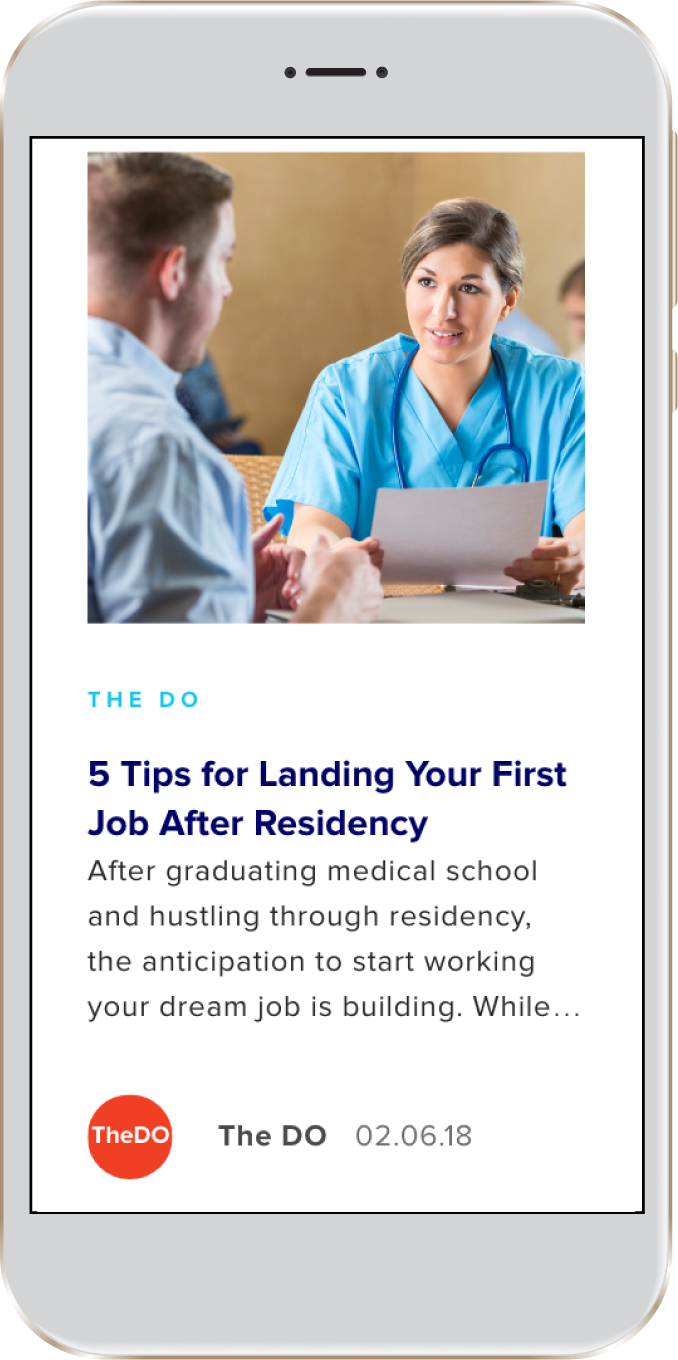 THE DO
5 Tips for Landing Your First
Job After Residency
After graduating medical school
and hustling through residency,
the anticipation to start working
your dream job is building. While…
TheDO
The DO 02.06.18